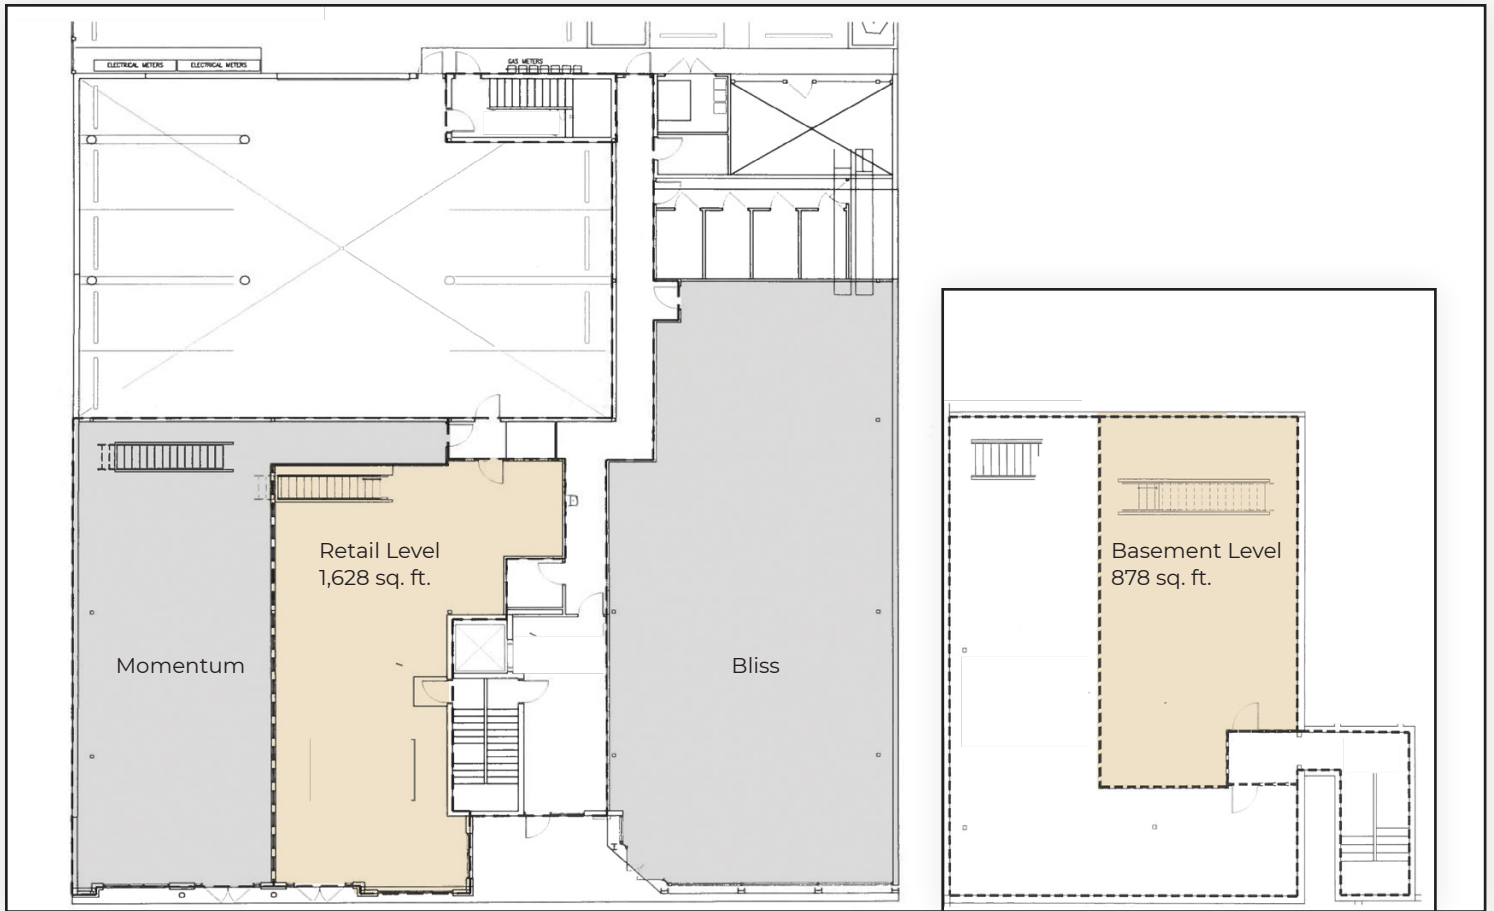 ELECTRICAL METERS ELECTRICAL METERS
GAS METERS
Retail Level
1,628 sq. ft.
Momentum
Bliss
Basement Level
878 sq. ft.